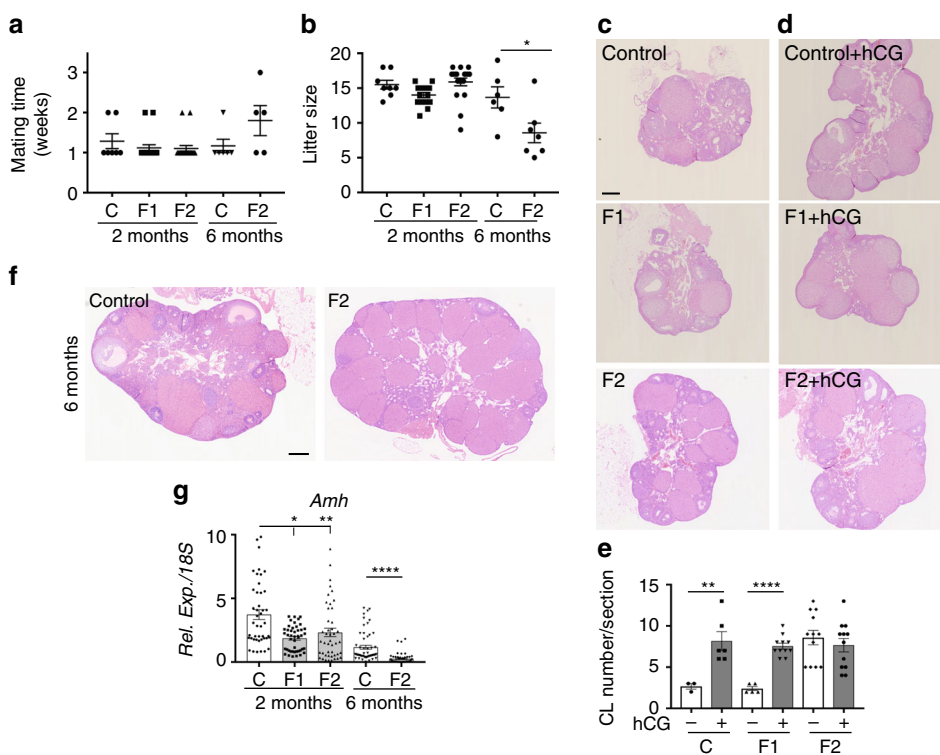 a
Mating time
(weeks)
3
2
1
0
C F1 F2 C F2
2 months 6 months
b
Litter size
20
15
10
5
0
*
C F1 F2 C F2
2 months 6 months
c
Control
F1
F2
d
Control+hCG
F1+hCG
F2+hCG
f
6 months
Control
F2
g
Amh
Rel. Exp./18S
10
5
0
* **
****
C F1 F2 C F2
2 months 6 months
e
CL number/section
15
10
5
0
** ****
hCG – + – + – +
C F1 F2